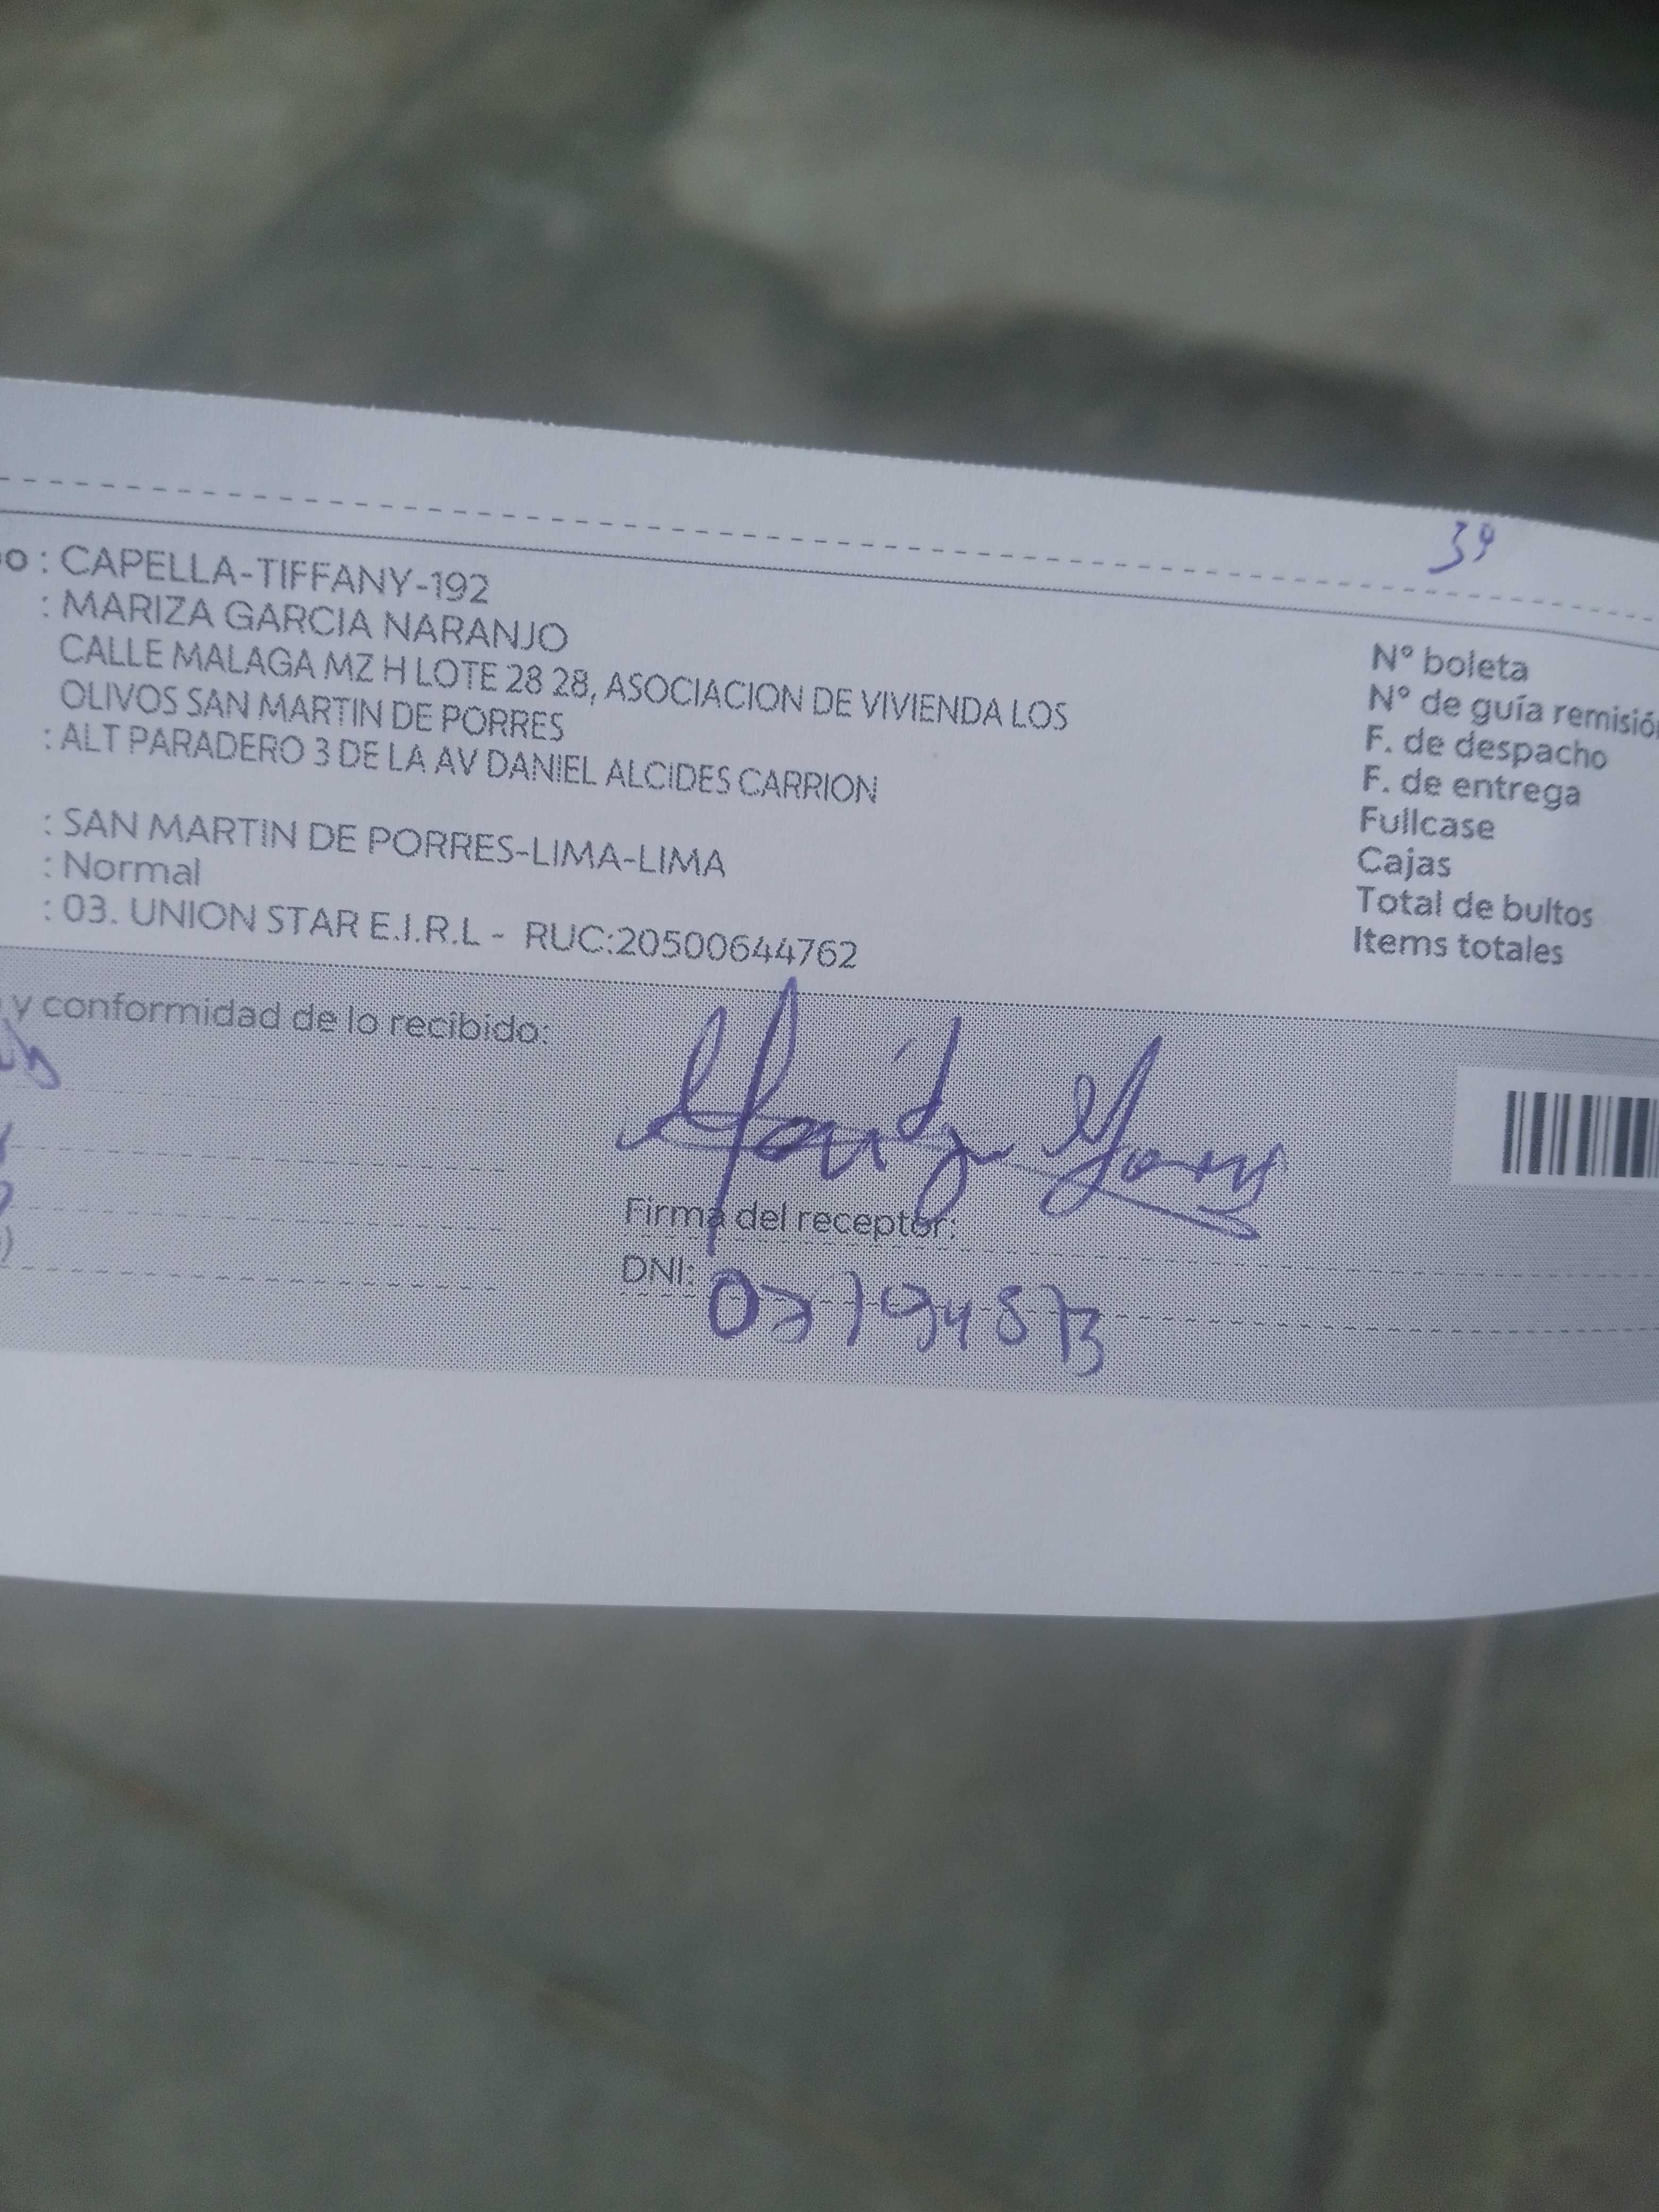 39
o : CAPELLA-TIFFANY-192
: MARIZA GARCIA NARANJO
CALLE MALAGA MZ H LOTE 28 28, ASOCIACION DE VIVIENDA LOS
OLIVOS SAN MARTIN DE PORRES
: ALT PARADERO 3 DE LA AV DANIEL ALCIDES CARRION
: SAN MARTIN DE PORRES-LIMA-LIMA
: Normal
: 03. UNION STAR E.I.R.L - RUC:20500644762
N° boleta
N° de guía remisión
F. de despacho
F. de entrega
Fullcase
Cajas
Total de bultos
Items totales
y conformidad de lo recibido:
Firma del receptor:
DNI: